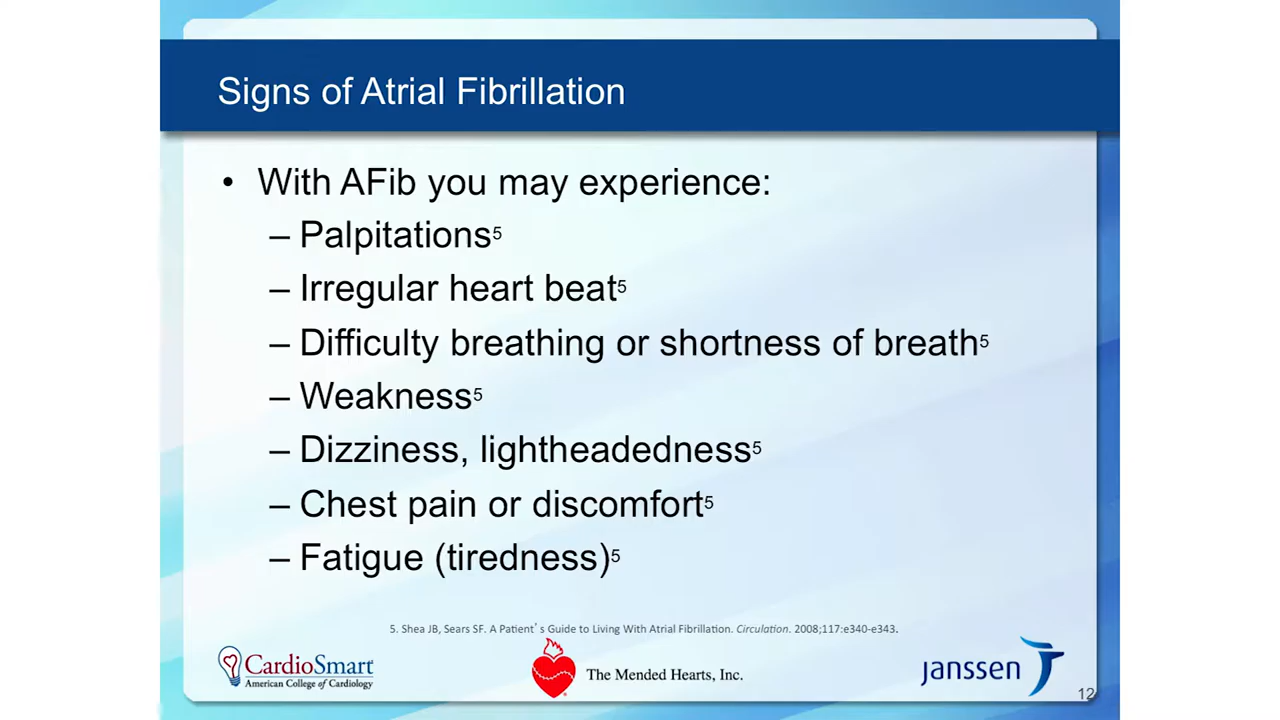 Signs of Atrial Fibrillation
• With AFib you may experience:
– Palpitations5
– Irregular heart beat5
– Difficulty breathing or shortness of breath5
– Weakness5
– Dizziness, lightheadedness5
– Chest pain or discomfort5
– Fatigue (tiredness)5
5. Shea JB, Sears SF. A Patient's Guide to Living With Atrial Fibrillation. Circulation. 2008;117:e340-e343.
CardioSmart
American College of Cardiology
The Mended Hearts, Inc.
janssen
12